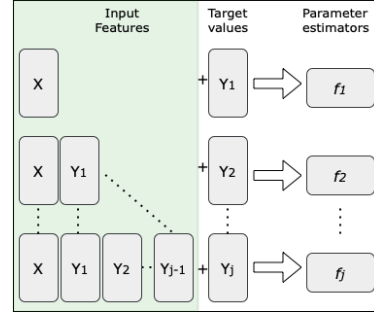 Input Features
Target values
Parameter estimators
X + Y₁ f₁
X Y₁ + Y₂ f₂
X Y₁ Y₂ Yⱼ₋₁ + Yⱼ fⱼ